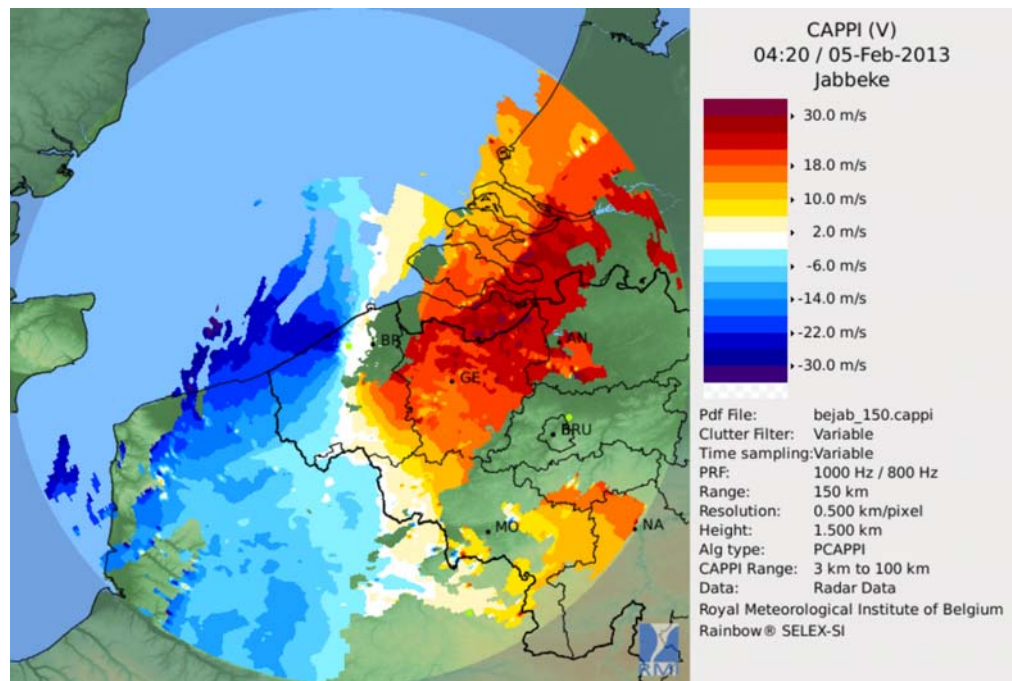 CAPPI (V)
04:20 / 05-Feb-2013
Jabbeke
30.0 m/s
18.0 m/s
10.0 m/s
2.0 m/s
-6.0 m/s
-14.0 m/s
-22.0 m/s
-30.0 m/s
BR
AN
GE
BRU
MO
NA
RMI
Pdf File: bejab_150.cappi
Clutter Filter: Variable
Time sampling:Variable
PRF: 1000 Hz / 800 Hz
Range: 150 km
Resolution: 0.500 km/pixel
Height: 1.500 km
Alg type: PCAPPI
CAPPI Range: 3 km to 100 km
Data: Radar Data
Royal Meteorological Institute of Belgium
Rainbow® SELEX-SI